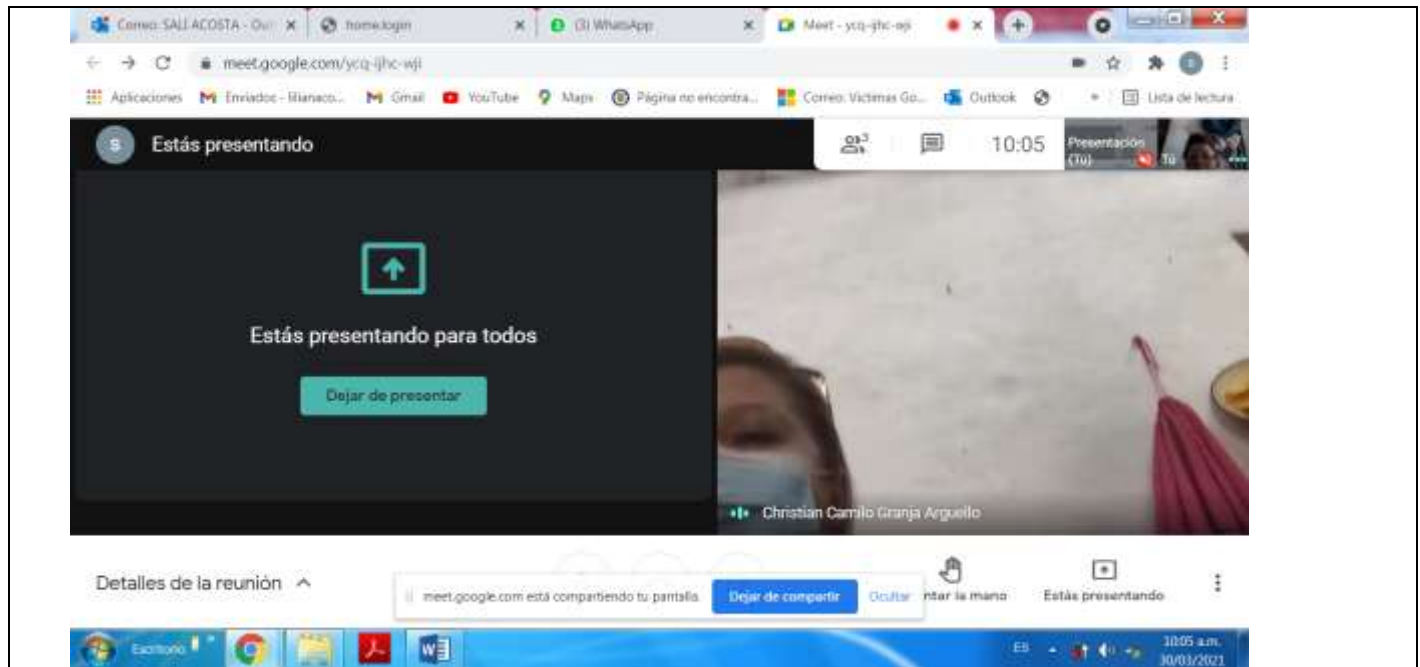 Correo: SALI ACOSTA - Out
home.login
(3) WhatsApp
Meet - ycq-ijhc-wji
meet.google.com/ycq-ijhc-wji
Aplicaciones
Enviados - lilianaco...
Gmail
YouTube
Maps
Página no encontra...
Correo: Victimas Go...
Outlook
»
Lista de lectura
S Estás presentando
3
10:05
Presentación
(Tú)
Tú
Estás presentando para todos
Dejar de presentar
Christian Camilo Granja Arguello
Detalles de la reunión
meet.google.com está compartiendo tu pantalla.
Dejar de compartir
Ocultar
ntar la mano
Estás presentando
Escritorio
ES
10:05 a.m.
30/03/2021